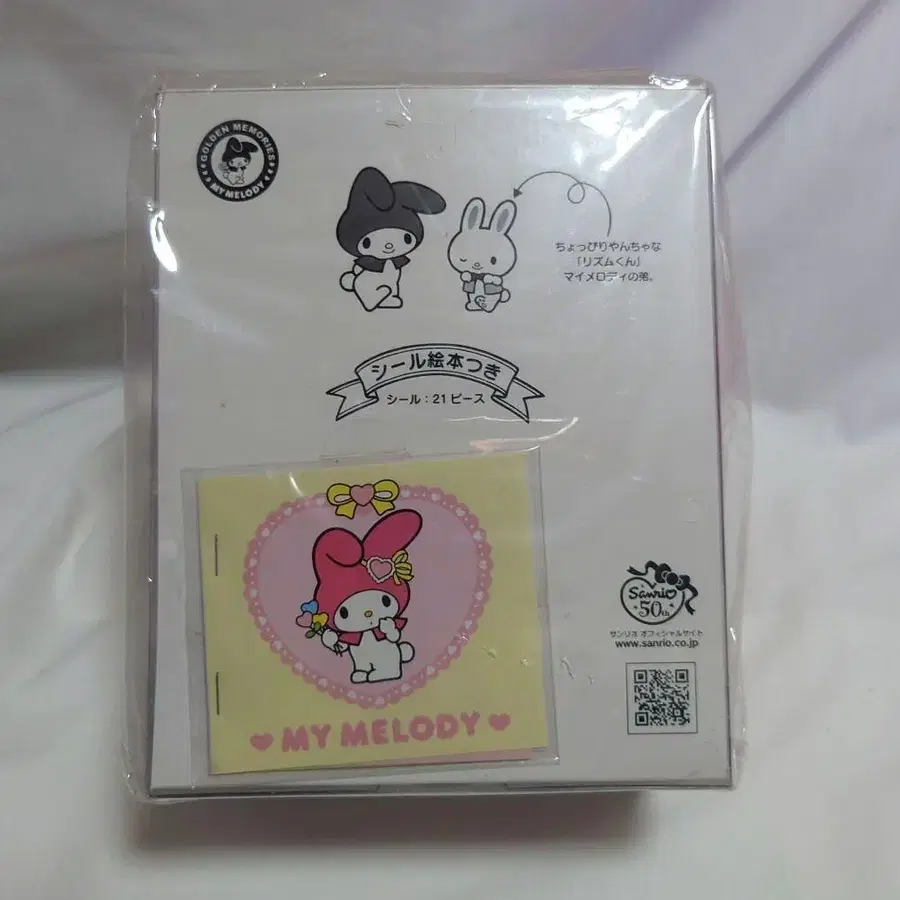 GOLDEN MEMORIES
MY MELODY
ちょっぴりやんちゃな
「リズムくん」
マイメロディの弟。
シール絵本つき
シール：21ピース
MY MELODY
Sanrio
50th
サンリオ オフィシャルサイト
www.sanrio.co.jp